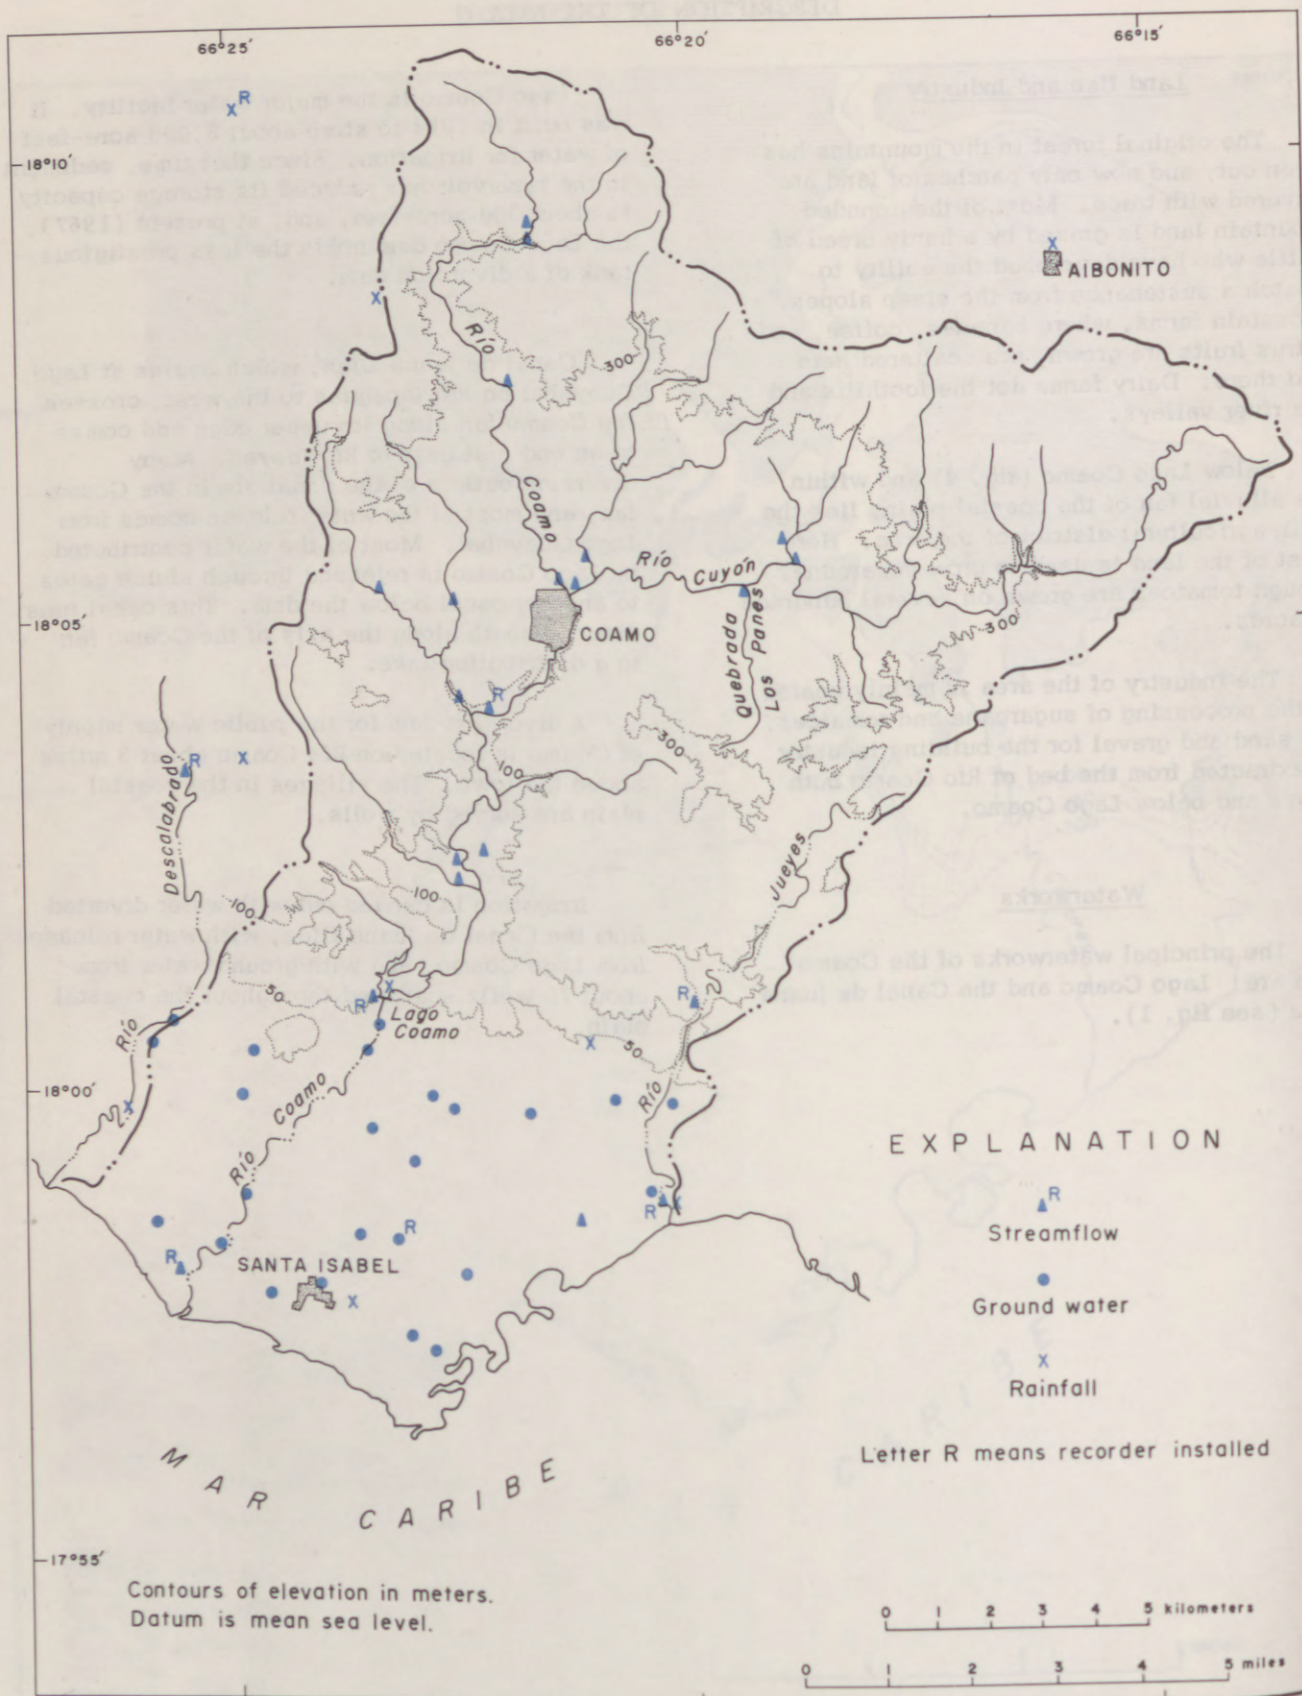 66°25′
66°20′
66°15′
R
18°10′
AIBONITO
Río
300
Coamo
Río
Cuyón
18°05′
COAMO
Quebrada
Los Panes
300
R
300
100
R
Descalabrado
Jueyes
100
100
50
R
R
Lago
Coamo
50
Río
18°00′
Coamo
Río
Río
R
R
R
SANTA ISABEL
EXPLANATION
R
Streamflow
Ground water
Rainfall
Letter R means recorder installed
MAR CARIBE
17°55′
Contours of elevation in meters.
Datum is mean sea level.
0 1 2 3 4 5 kilometers
0 1 2 3 4 5 miles